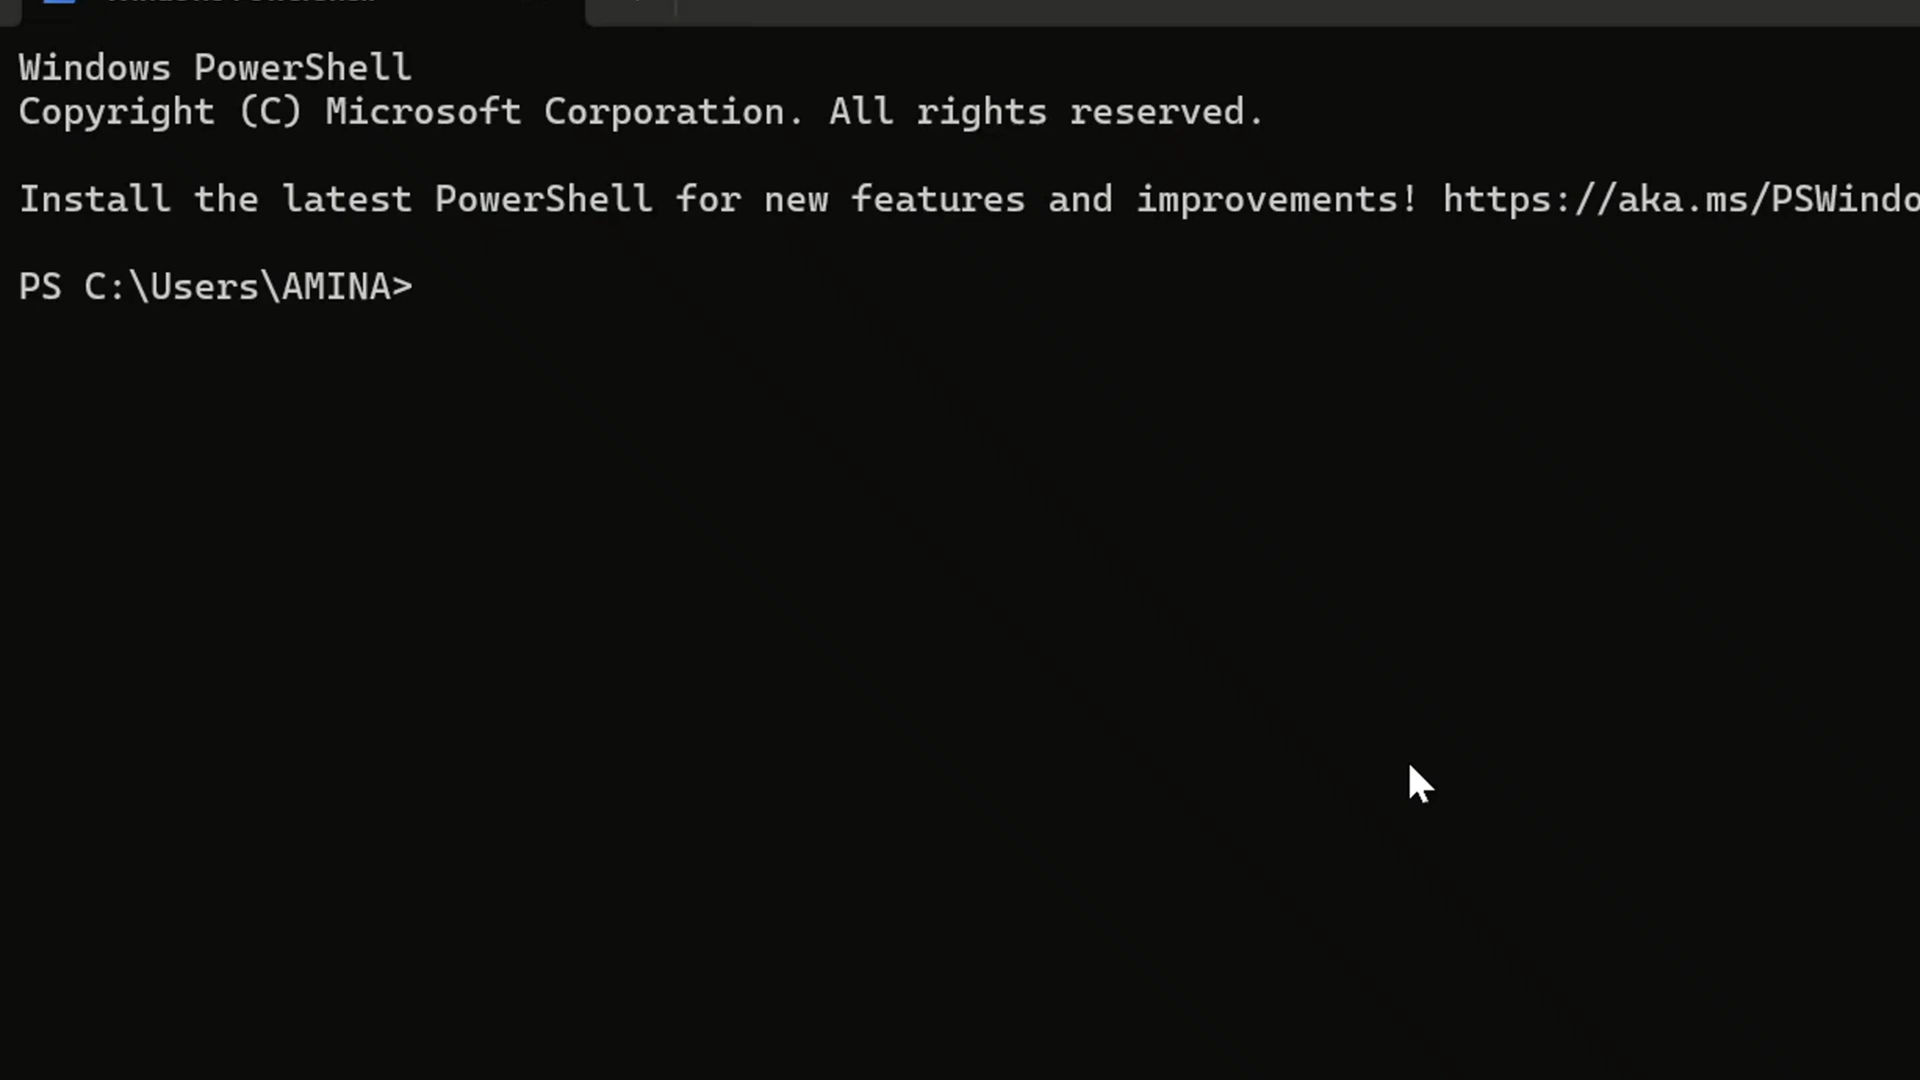 Windows PowerShell
Copyright (C) Microsoft Corporation. All rights reserved.
Install the latest PowerShell for new features and improvements! https://aka.ms/PSWindo
PS C:\Users\AMINA>